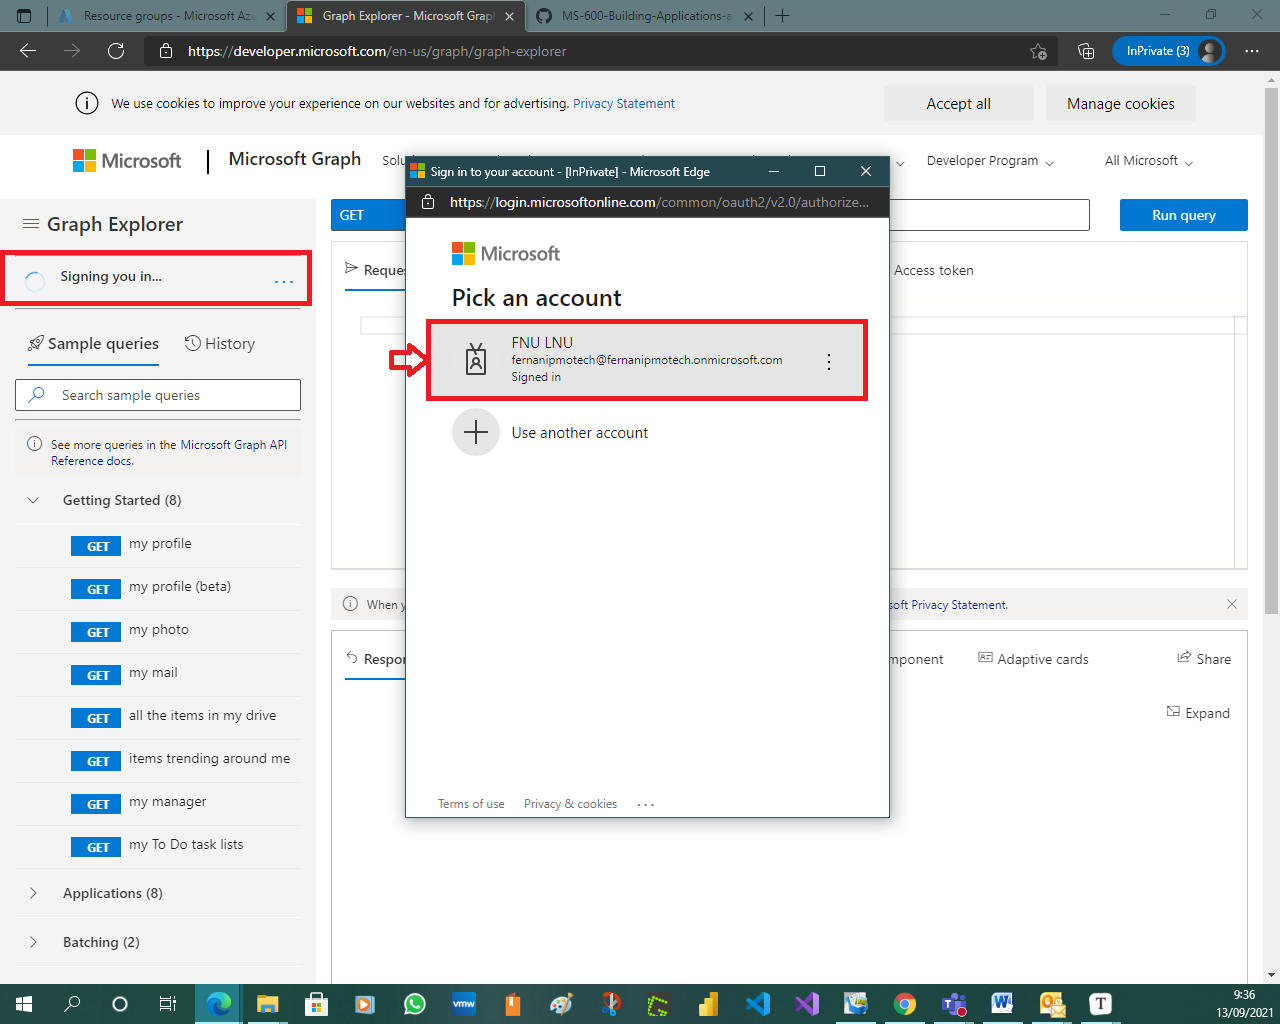 Resource groups - Microsoft Azu
Graph Explorer - Microsoft Graph
MS-600-Building-Applications-a
https://developer.microsoft.com/en-us/graph/graph-explorer
InPrivate (3)
We use cookies to improve your experience on our websites and for advertising. Privacy Statement
Accept all
Manage cookies
Microsoft
Microsoft Graph
Developer Program
All Microsoft
Graph Explorer
GET
Run query
Signing you in...
Access token
Sample queries
History
Search sample queries
See more queries in the Microsoft Graph API
Reference docs.
Getting Started (8)
GET my profile
GET my profile (beta)
GET my photo
GET my mail
GET all the items in my drive
GET items trending around me
GET my manager
GET my To Do task lists
Applications (8)
Batching (2)
Sign in to your account - [InPrivate] - Microsoft Edge
https://login.microsoftonline.com/common/oauth2/v2.0/authorize...
Microsoft
Pick an account
FNU LNU
fernanipmotech@fernanipmotech.onmicrosoft.com
Signed in
Use another account
Terms of use
Privacy & cookies
When
soft Privacy Statement.
Respon
mponent
Adaptive cards
Share
Expand
vmw
T
9:36
13/09/2021